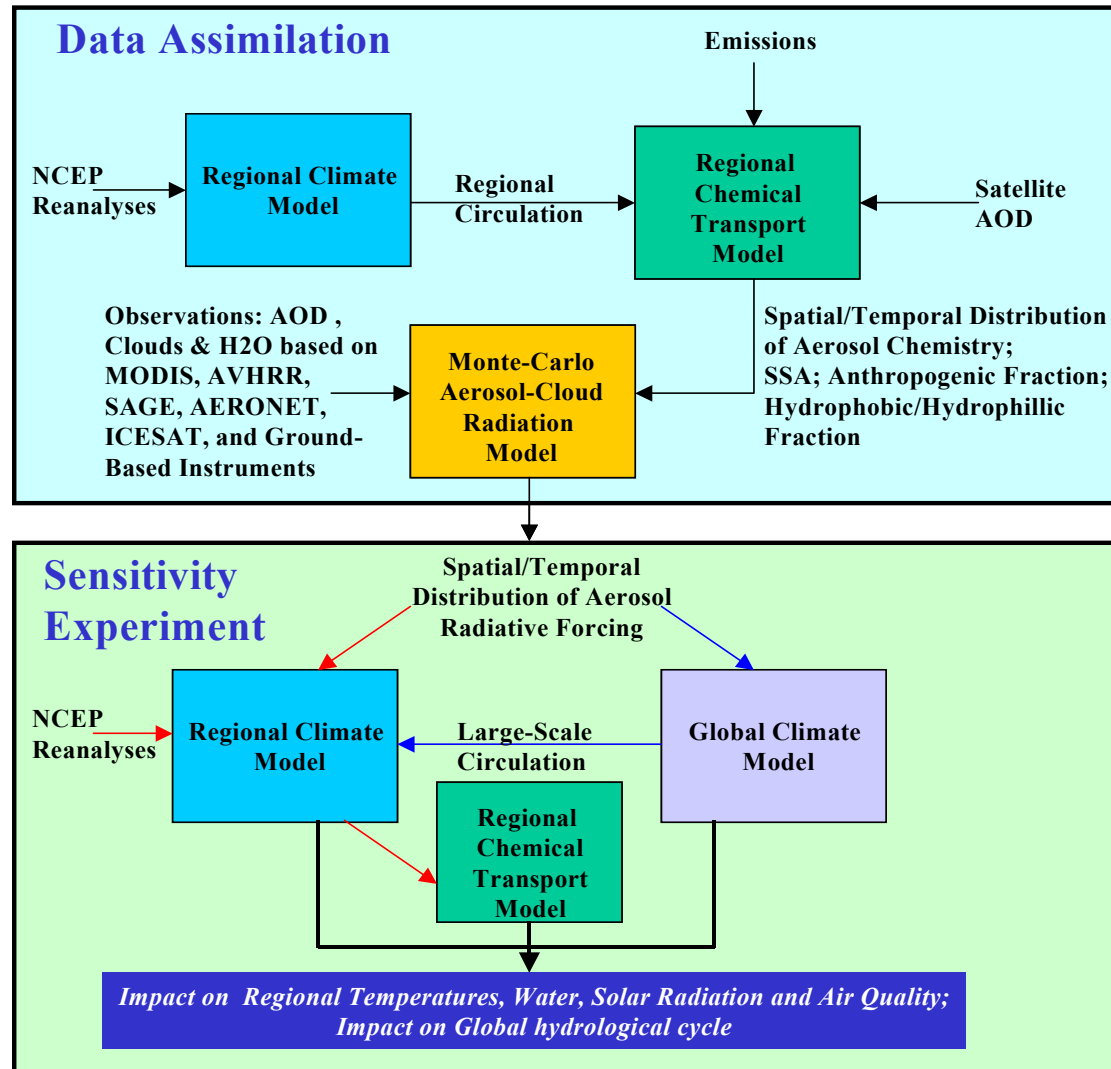 Data Assimilation
Emissions
NCEP
Reanalyses
Regional Climate
Model
Regional
Circulation
Regional
Chemical
Transport
Model
Satellite
AOD
Observations: AOD ,
Clouds & H2O based on
MODIS, AVHRR,
SAGE, AERONET,
ICESAT, and Ground-
Based Instruments
Monte-Carlo
Aerosol-Cloud
Radiation
Model
Spatial/Temporal Distribution
of Aerosol Chemistry;
SSA; Anthropogenic Fraction;
Hydrophobic/Hydrophillic
Fraction
Sensitivity
Experiment
Spatial/Temporal
Distribution of Aerosol
Radiative Forcing
NCEP
Reanalyses
Regional Climate
Model
Large-Scale
Circulation
Global Climate
Model
Regional
Chemical
Transport
Model
Impact on Regional Temperatures, Water, Solar Radiation and Air Quality;
Impact on Global hydrological cycle